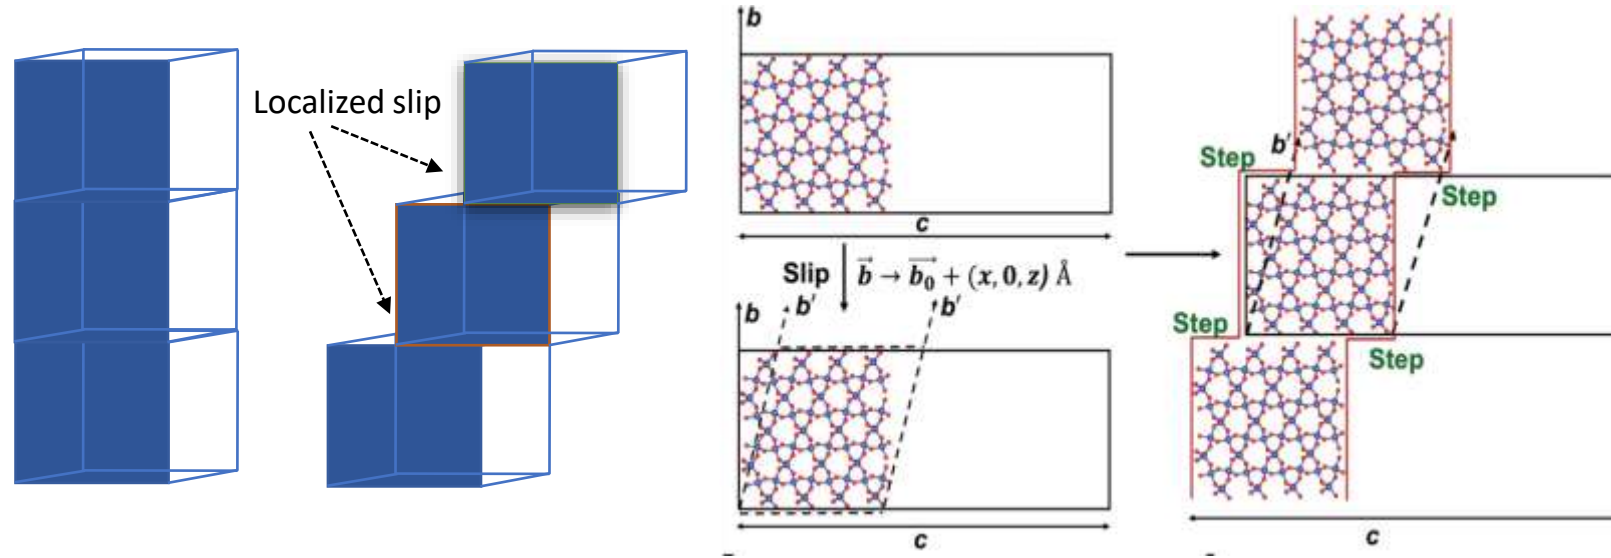 Localized slip
b
c
Slip
b⃗ → b₀⃗ + (x, 0, z) Å
b
b'
b'
c
Step
b'
Step
Step
Step
c